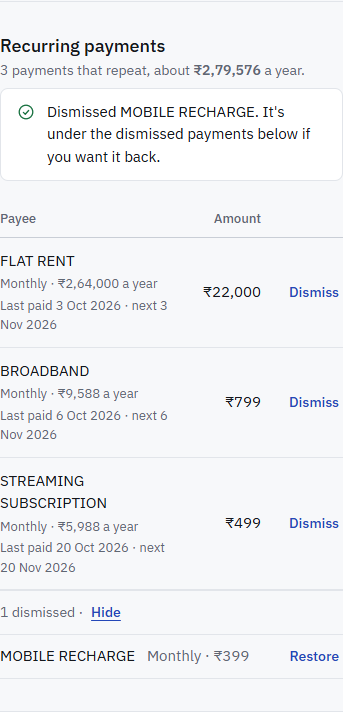 Recurring payments
3 payments that repeat, about ₹2,79,576 a year.
Dismissed MOBILE RECHARGE. It's
under the dismissed payments below if
you want it back.
Payee Amount
FLAT RENT
Monthly · ₹2,64,000 a year
Last paid 3 Oct 2026 · next 3
Nov 2026
₹22,000 Dismiss
BROADBAND
Monthly · ₹9,588 a year
Last paid 6 Oct 2026 · next 6
Nov 2026
₹799 Dismiss
STREAMING
SUBSCRIPTION
Monthly · ₹5,988 a year
Last paid 20 Oct 2026 · next
20 Nov 2026
₹499 Dismiss
1 dismissed · Hide
MOBILE RECHARGE Monthly · ₹399 Restore